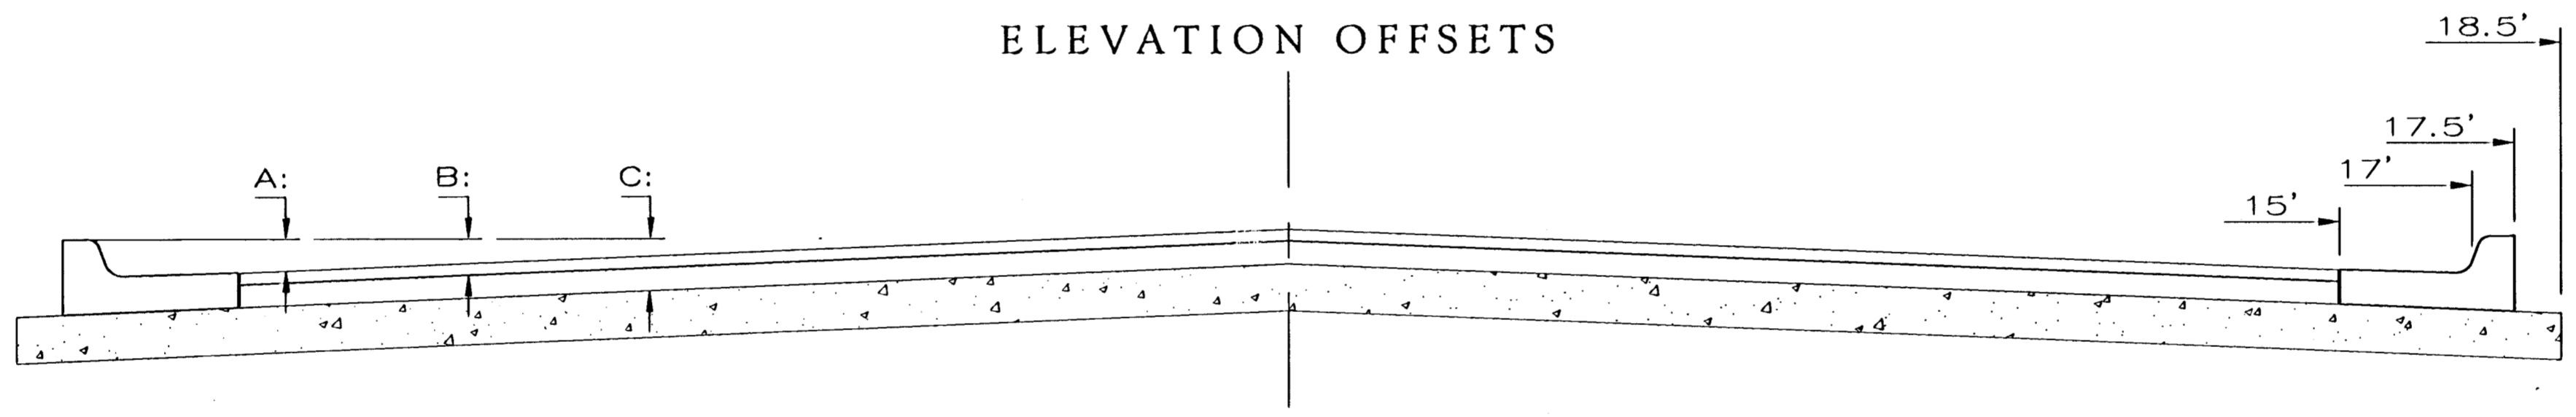 ELEVATION OFFSETS
18.5'
17.5'
17'
15'
A:
B:
C: